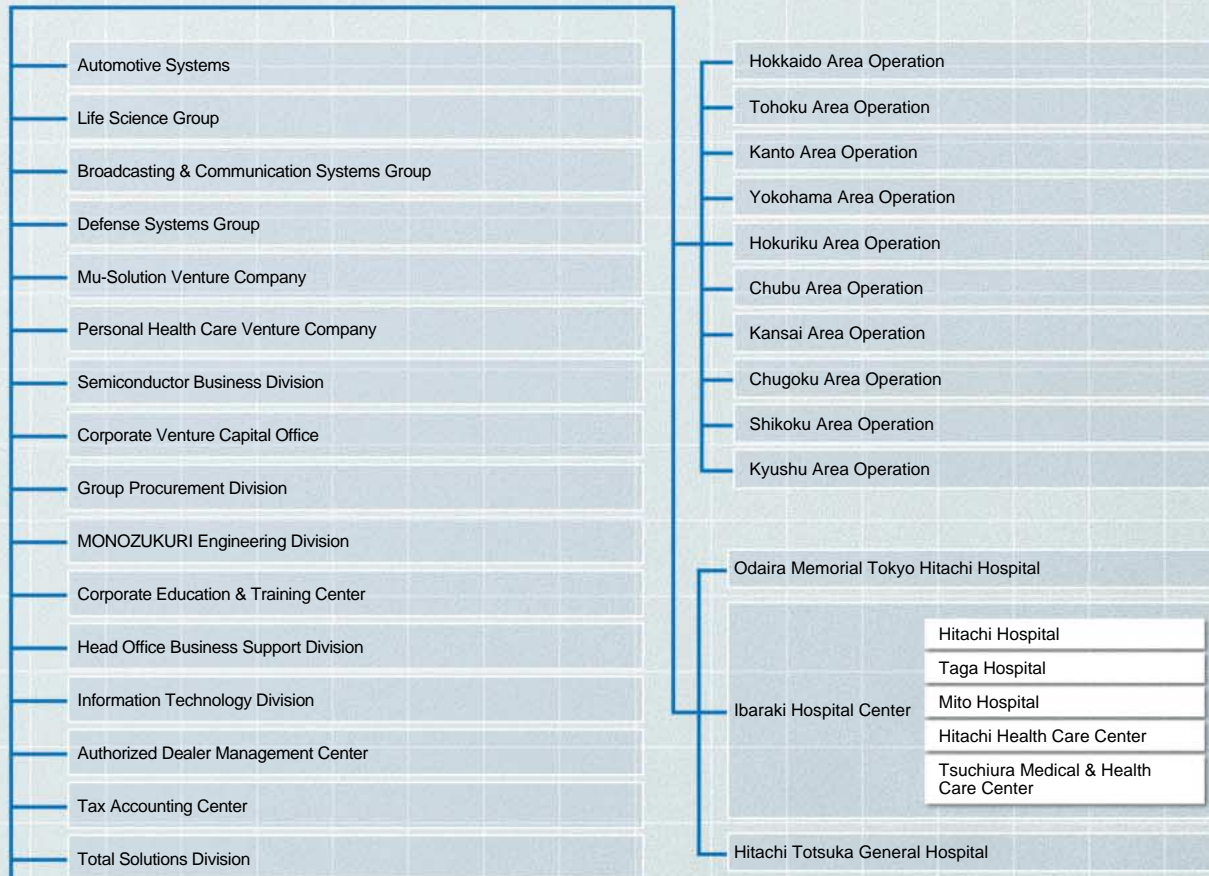 Automotive Systems
Life Science Group
Broadcasting & Communication Systems Group
Defense Systems Group
Mu-Solution Venture Company
Personal Health Care Venture Company
Semiconductor Business Division
Corporate Venture Capital Office
Group Procurement Division
MONOZUKURI Engineering Division
Corporate Education & Training Center
Head Office Business Support Division
Information Technology Division
Authorized Dealer Management Center
Tax Accounting Center
Total Solutions Division
Hokkaido Area Operation
Tohoku Area Operation
Kanto Area Operation
Yokohama Area Operation
Hokuriku Area Operation
Chubu Area Operation
Kansai Area Operation
Chugoku Area Operation
Shikoku Area Operation
Kyushu Area Operation
Odaira Memorial Tokyo Hitachi Hospital
Ibaraki Hospital Center
Hitachi Hospital
Taga Hospital
Mito Hospital
Hitachi Health Care Center
Tsuchiura Medical & Health
Care Center
Hitachi Totsuka General Hospital